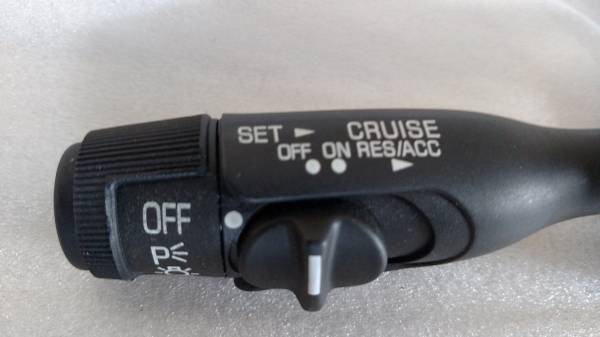 SET CRUISE
OFF ON RES/ACC
OFF
P